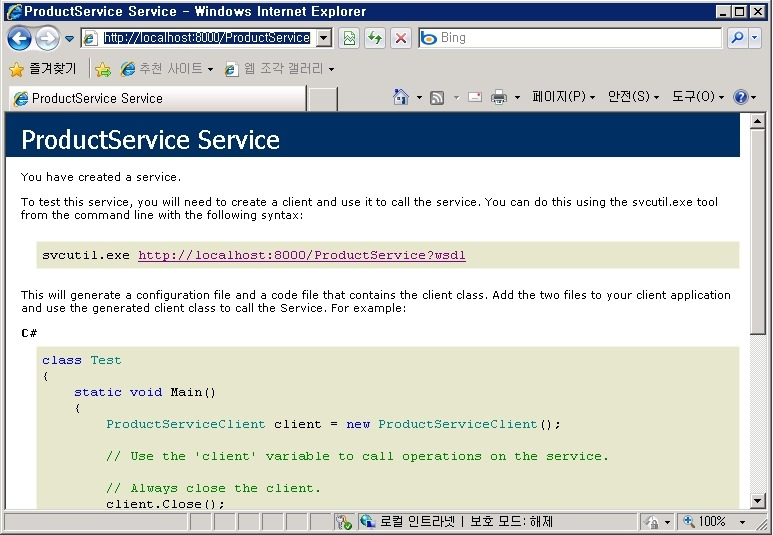 ProductService Service - Windows Internet Explorer
http://localhost:8000/ProductService
Bing
즐겨찾기 추천 사이트 웹 조각 갤러리
ProductService Service
페이지(P) 안전(S) 도구(O)
ProductService Service
You have created a service.
To test this service, you will need to create a client and use it to call the service. You can do this using the svcutil.exe tool
from the command line with the following syntax:
svcutil.exe http://localhost:8000/ProductService?wsdl
This will generate a configuration file and a code file that contains the client class. Add the two files to your client application
and use the generated client class to call the Service. For example:
C#
class Test
{
static void Main()
{
ProductServiceClient client = new ProductServiceClient();
// Use the 'client' variable to call operations on the service.
// Always close the client.
client.Close();
로컬 인트라넷 | 보호 모드: 해제
100%